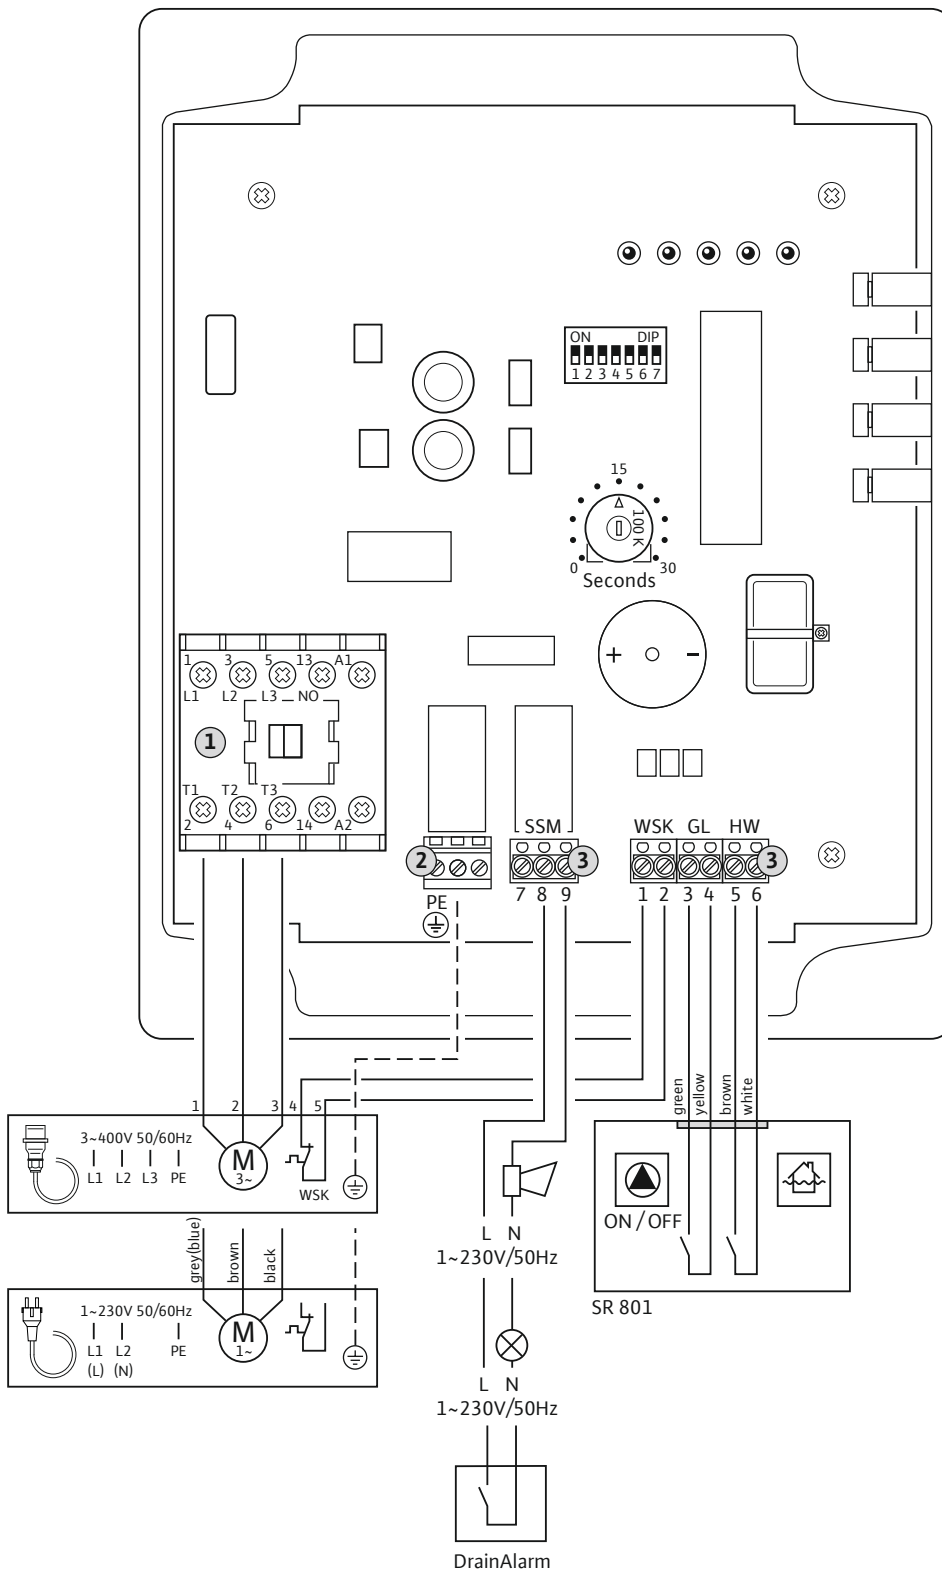 ON DIP
1 2 3 4 5 6 7
15
100 K
0 30
Seconds
+ -
1 3 5 13 A1
L1 L2 L3 NO
1
T1 T2 T3
2 4 6 14 A2
SSM WSK GL HW
2 3 3
7 8 9 1 2 3 4 5 6
PE
green
yellow
brown
white
1 2 3 4 5
3~400V 50/60Hz
L1 L2 L3 PE
M
3~
WSK
ON/OFF
L N
1~230V/50Hz
SR 801
grey(blue)
brown
black
1~230V 50/60Hz
L1 L2 PE
(L) (N)
M
1~
L N
1~230V/50Hz
DrainAlarm